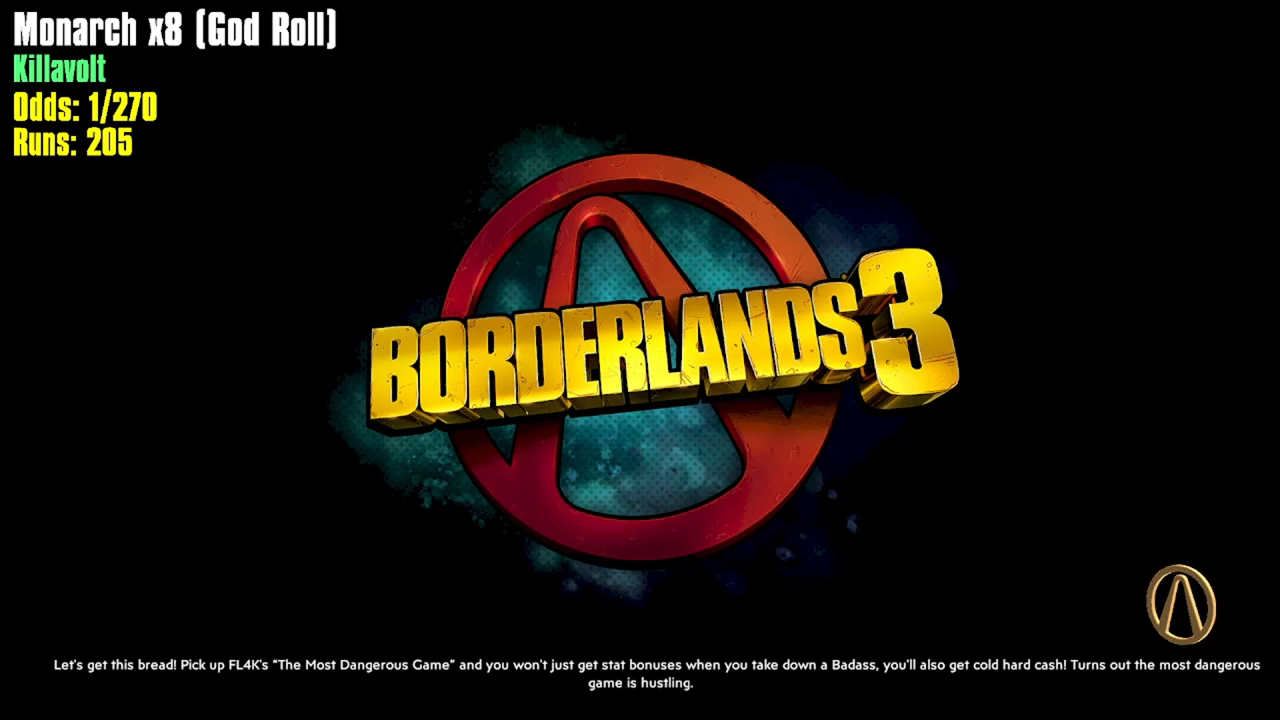 Monarch x8 (God Roll)
Killavolt
Odds: 1/270
Runs: 205
BORDERLANDS 3
Let's get this bread! Pick up FL4K's "The Most Dangerous Game" and you won't just get stat bonuses when you take down a Badass, you'll also get cold hard cash! Turns out the most dangerous
game is hustling.